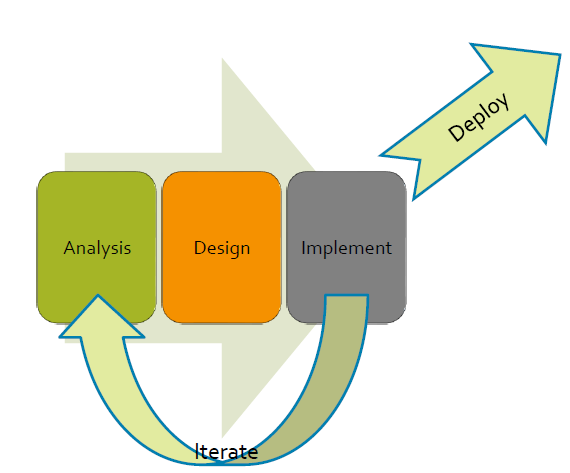 Deploy
Analysis
Design
Implement
Iterate